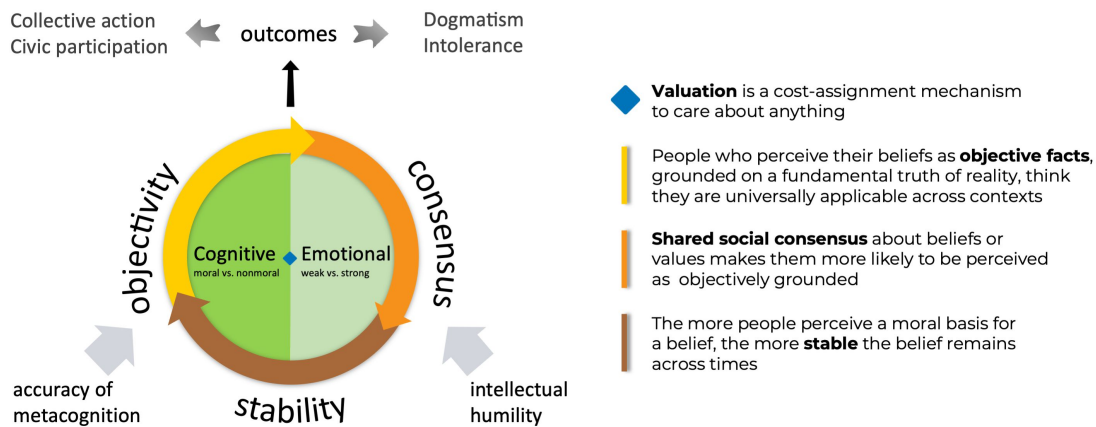 Collective action
Civic participation
outcomes
Dogmatism
Intolerance
objectivity
consensus
stability
Cognitive
moral vs. nonmoral
Emotional
weak vs. strong
accuracy of
metacognition
intellectual
humility
Valuation is a cost-assignment mechanism
to care about anything
People who perceive their beliefs as objective facts,
grounded on a fundamental truth of reality, think
they are universally applicable across contexts
Shared social consensus about beliefs or
values makes them more likely to be perceived
as objectively grounded
The more people perceive a moral basis for
a belief, the more stable the belief remains
across times